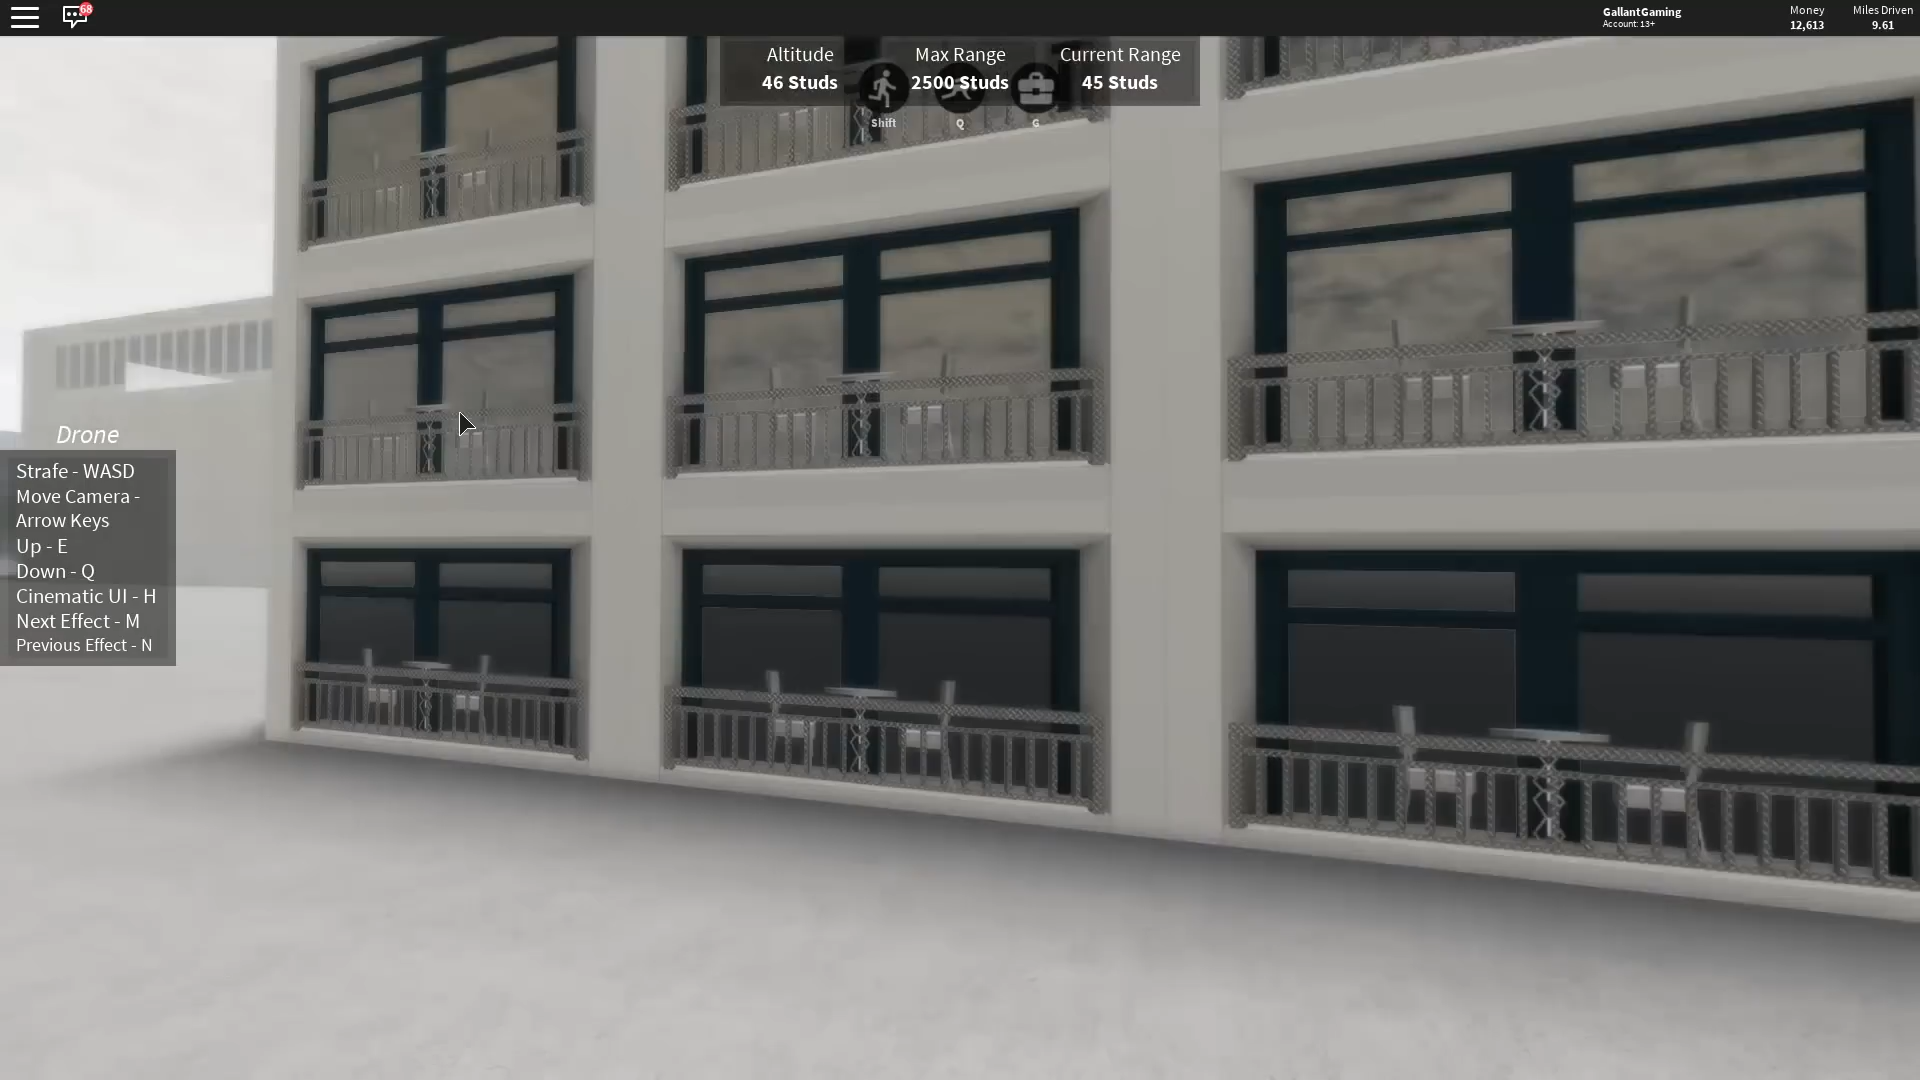 68
GallantGaming
Account: 13+
Money
12,613
Miles Driven
9.61
Altitude
46 Studs
Max Range
2500 Studs
Current Range
45 Studs
Shift
Q
G
Drone
Strafe - WASD
Move Camera -
Arrow Keys
Up - E
Down - Q
Cinematic UI - H
Next Effect - M
Previous Effect - N